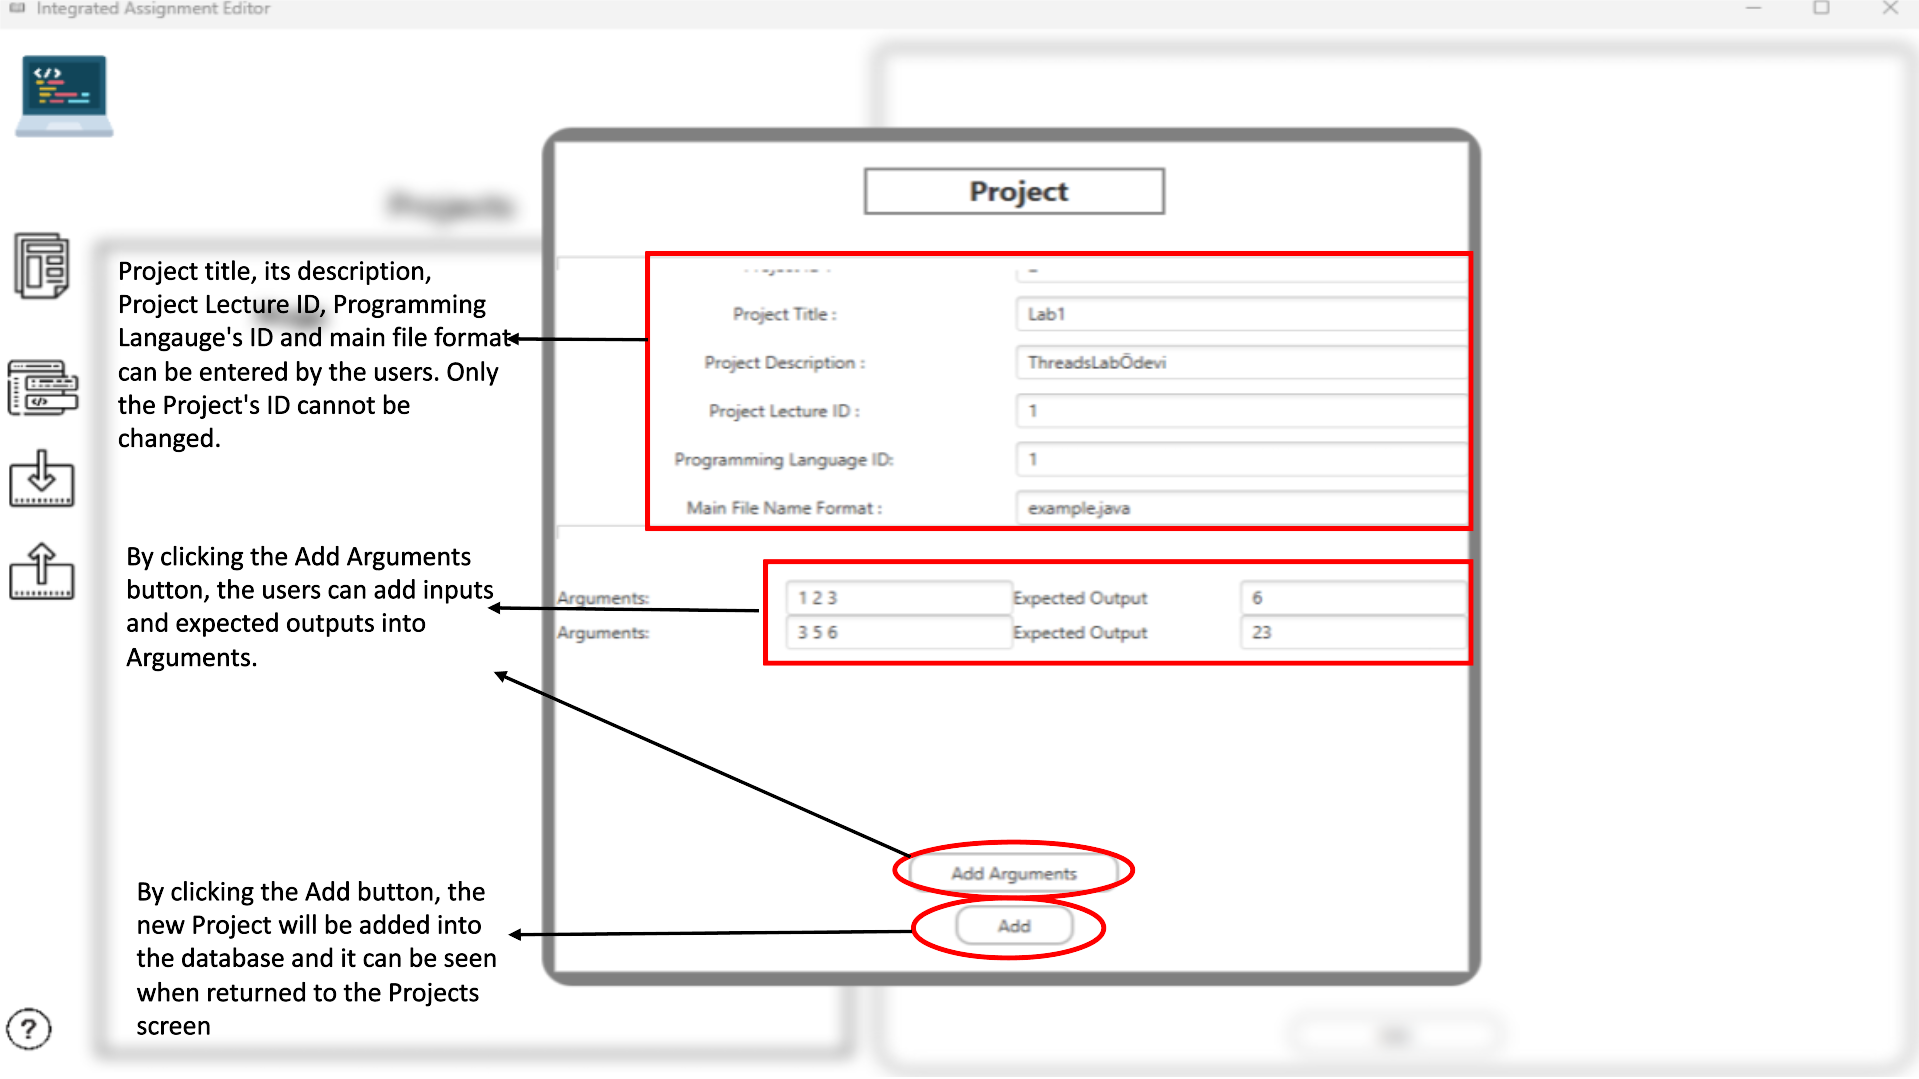 Integrated Assignment Editor
Projects
Project
Project title, its description,
Project Lecture ID, Programming
Langauge's ID and main file format
can be entered by the users. Only
the Project's ID cannot be
changed.
Project Title :
Lab1
Project Description :
ThreadsLabÖdevi
Project Lecture ID :
1
Programming Language ID:
1
Main File Name Format :
example.java
By clicking the Add Arguments
button, the users can add inputs
and expected outputs into
Arguments.
Arguments:
1 2 3
Expected Output
6
Arguments:
3 5 6
Expected Output
23
Add Arguments
Add
By clicking the Add button, the
new Project will be added into
the database and it can be seen
when returned to the Projects
screen